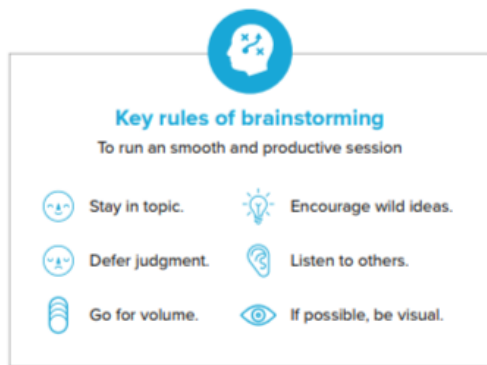 Key rules of brainstorming
To run an smooth and productive session
Stay in topic.
Encourage wild ideas.
Defer judgment.
Listen to others.
Go for volume.
If possible, be visual.